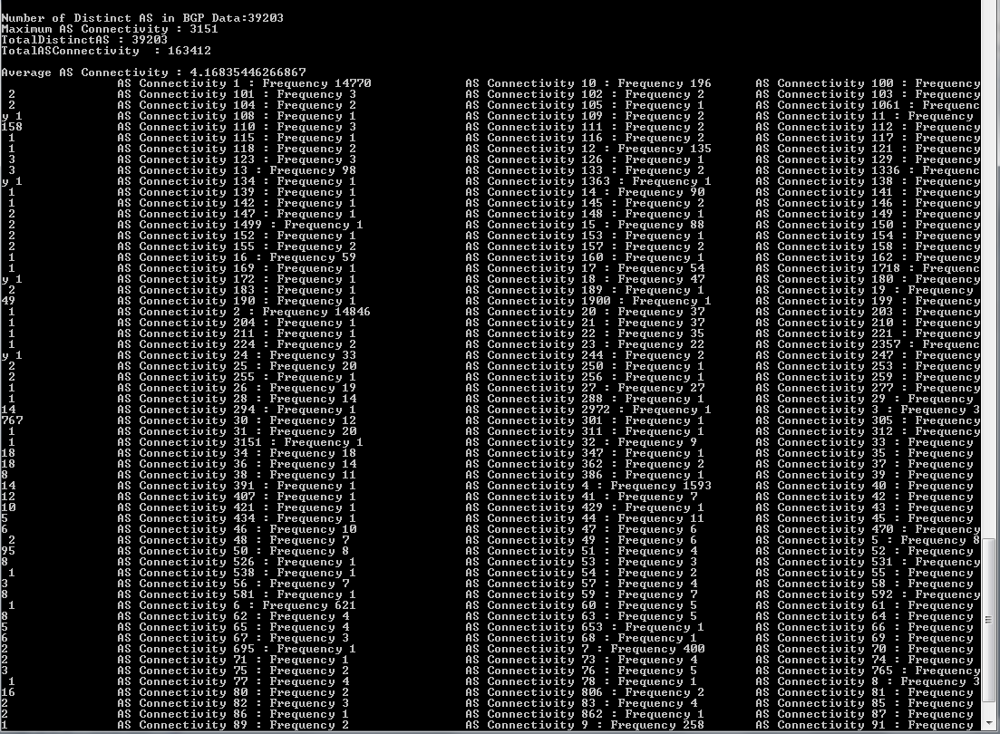 Number of Distinct AS in BGP Data:39203
Maximum AS Connectivity : 3151
TotalDistinctAS : 39203
TotalASConnectivity  : 163412
Average AS Connectivity : 4.16835446266867
AS Connectivity 1 : Frequency 14770 AS Connectivity 10 : Frequency 196 AS Connectivity 100 : Frequency
2 AS Connectivity 101 : Frequency 3 AS Connectivity 102 : Frequency 2 AS Connectivity 103 : Frequency
2 AS Connectivity 104 : Frequency 2 AS Connectivity 105 : Frequency 1 AS Connectivity 1061 : Frequenc
y 1 AS Connectivity 108 : Frequency 1 AS Connectivity 109 : Frequency 2 AS Connectivity 11 : Frequency
158 AS Connectivity 110 : Frequency 3 AS Connectivity 111 : Frequency 2 AS Connectivity 112 : Frequency
1 AS Connectivity 115 : Frequency 1 AS Connectivity 116 : Frequency 2 AS Connectivity 117 : Frequency
1 AS Connectivity 118 : Frequency 2 AS Connectivity 12 : Frequency 135 AS Connectivity 121 : Frequency
3 AS Connectivity 123 : Frequency 3 AS Connectivity 126 : Frequency 1 AS Connectivity 129 : Frequency
3 AS Connectivity 13 : Frequency 98 AS Connectivity 133 : Frequency 2 AS Connectivity 1336 : Frequenc
y 1 AS Connectivity 134 : Frequency 1 AS Connectivity 1363 : Frequency 1 AS Connectivity 138 : Frequency
1 AS Connectivity 139 : Frequency 1 AS Connectivity 14 : Frequency 90 AS Connectivity 141 : Frequency
1 AS Connectivity 142 : Frequency 1 AS Connectivity 145 : Frequency 2 AS Connectivity 146 : Frequency
2 AS Connectivity 147 : Frequency 1 AS Connectivity 148 : Frequency 1 AS Connectivity 149 : Frequency
2 AS Connectivity 1499 : Frequency 1 AS Connectivity 15 : Frequency 88 AS Connectivity 150 : Frequency
2 AS Connectivity 152 : Frequency 1 AS Connectivity 153 : Frequency 1 AS Connectivity 154 : Frequency
2 AS Connectivity 155 : Frequency 2 AS Connectivity 157 : Frequency 2 AS Connectivity 158 : Frequency
1 AS Connectivity 16 : Frequency 59 AS Connectivity 160 : Frequency 1 AS Connectivity 162 : Frequency
1 AS Connectivity 169 : Frequency 1 AS Connectivity 17 : Frequency 54 AS Connectivity 1718 : Frequenc
y 1 AS Connectivity 172 : Frequency 1 AS Connectivity 18 : Frequency 47 AS Connectivity 180 : Frequency
2 AS Connectivity 183 : Frequency 1 AS Connectivity 189 : Frequency 1 AS Connectivity 19 : Frequency
49 AS Connectivity 190 : Frequency 1 AS Connectivity 1900 : Frequency 1 AS Connectivity 199 : Frequency
1 AS Connectivity 2 : Frequency 14846 AS Connectivity 20 : Frequency 37 AS Connectivity 203 : Frequency
1 AS Connectivity 204 : Frequency 1 AS Connectivity 21 : Frequency 37 AS Connectivity 210 : Frequency
1 AS Connectivity 211 : Frequency 1 AS Connectivity 22 : Frequency 35 AS Connectivity 221 : Frequency
1 AS Connectivity 224 : Frequency 2 AS Connectivity 23 : Frequency 22 AS Connectivity 2357 : Frequenc
y 1 AS Connectivity 24 : Frequency 33 AS Connectivity 244 : Frequency 2 AS Connectivity 247 : Frequency
2 AS Connectivity 25 : Frequency 20 AS Connectivity 250 : Frequency 1 AS Connectivity 253 : Frequency
2 AS Connectivity 255 : Frequency 1 AS Connectivity 256 : Frequency 1 AS Connectivity 259 : Frequency
1 AS Connectivity 26 : Frequency 19 AS Connectivity 27 : Frequency 27 AS Connectivity 277 : Frequency
1 AS Connectivity 28 : Frequency 14 AS Connectivity 288 : Frequency 1 AS Connectivity 29 : Frequency
14 AS Connectivity 294 : Frequency 1 AS Connectivity 2972 : Frequency 1 AS Connectivity 3 : Frequency 3
767 AS Connectivity 30 : Frequency 12 AS Connectivity 301 : Frequency 1 AS Connectivity 305 : Frequency
1 AS Connectivity 31 : Frequency 20 AS Connectivity 311 : Frequency 1 AS Connectivity 312 : Frequency
1 AS Connectivity 3151 : Frequency 1 AS Connectivity 32 : Frequency 9 AS Connectivity 33 : Frequency
18 AS Connectivity 34 : Frequency 18 AS Connectivity 347 : Frequency 1 AS Connectivity 35 : Frequency
18 AS Connectivity 36 : Frequency 14 AS Connectivity 362 : Frequency 2 AS Connectivity 37 : Frequency
8 AS Connectivity 38 : Frequency 11 AS Connectivity 386 : Frequency 1 AS Connectivity 39 : Frequency
14 AS Connectivity 391 : Frequency 1 AS Connectivity 4 : Frequency 1593 AS Connectivity 40 : Frequency
12 AS Connectivity 407 : Frequency 1 AS Connectivity 41 : Frequency 7 AS Connectivity 42 : Frequency
10 AS Connectivity 421 : Frequency 1 AS Connectivity 429 : Frequency 1 AS Connectivity 43 : Frequency
5 AS Connectivity 434 : Frequency 1 AS Connectivity 44 : Frequency 11 AS Connectivity 45 : Frequency
6 AS Connectivity 46 : Frequency 10 AS Connectivity 47 : Frequency 6 AS Connectivity 470 : Frequency
2 AS Connectivity 48 : Frequency 7 AS Connectivity 49 : Frequency 6 AS Connectivity 5 : Frequency 8
95 AS Connectivity 50 : Frequency 8 AS Connectivity 51 : Frequency 4 AS Connectivity 52 : Frequency
8 AS Connectivity 526 : Frequency 1 AS Connectivity 53 : Frequency 3 AS Connectivity 531 : Frequency
1 AS Connectivity 538 : Frequency 1 AS Connectivity 54 : Frequency 2 AS Connectivity 55 : Frequency
3 AS Connectivity 56 : Frequency 7 AS Connectivity 57 : Frequency 4 AS Connectivity 58 : Frequency
8 AS Connectivity 581 : Frequency 1 AS Connectivity 59 : Frequency 7 AS Connectivity 592 : Frequency
1 AS Connectivity 6 : Frequency 621 AS Connectivity 60 : Frequency 5 AS Connectivity 61 : Frequency
8 AS Connectivity 62 : Frequency 4 AS Connectivity 63 : Frequency 5 AS Connectivity 64 : Frequency
5 AS Connectivity 65 : Frequency 4 AS Connectivity 653 : Frequency 1 AS Connectivity 66 : Frequency
6 AS Connectivity 67 : Frequency 3 AS Connectivity 68 : Frequency 1 AS Connectivity 69 : Frequency
2 AS Connectivity 695 : Frequency 1 AS Connectivity 7 : Frequency 400 AS Connectivity 70 : Frequency
2 AS Connectivity 71 : Frequency 1 AS Connectivity 73 : Frequency 4 AS Connectivity 74 : Frequency
3 AS Connectivity 75 : Frequency 2 AS Connectivity 76 : Frequency 5 AS Connectivity 765 : Frequency
1 AS Connectivity 77 : Frequency 4 AS Connectivity 78 : Frequency 1 AS Connectivity 8 : Frequency 3
16 AS Connectivity 80 : Frequency 2 AS Connectivity 806 : Frequency 2 AS Connectivity 81 : Frequency
2 AS Connectivity 82 : Frequency 3 AS Connectivity 83 : Frequency 4 AS Connectivity 85 : Frequency
2 AS Connectivity 86 : Frequency 1 AS Connectivity 862 : Frequency 1 AS Connectivity 87 : Frequency
1 AS Connectivity 89 : Frequency 2 AS Connectivity 9 : Frequency 258 AS Connectivity 91 : Frequency